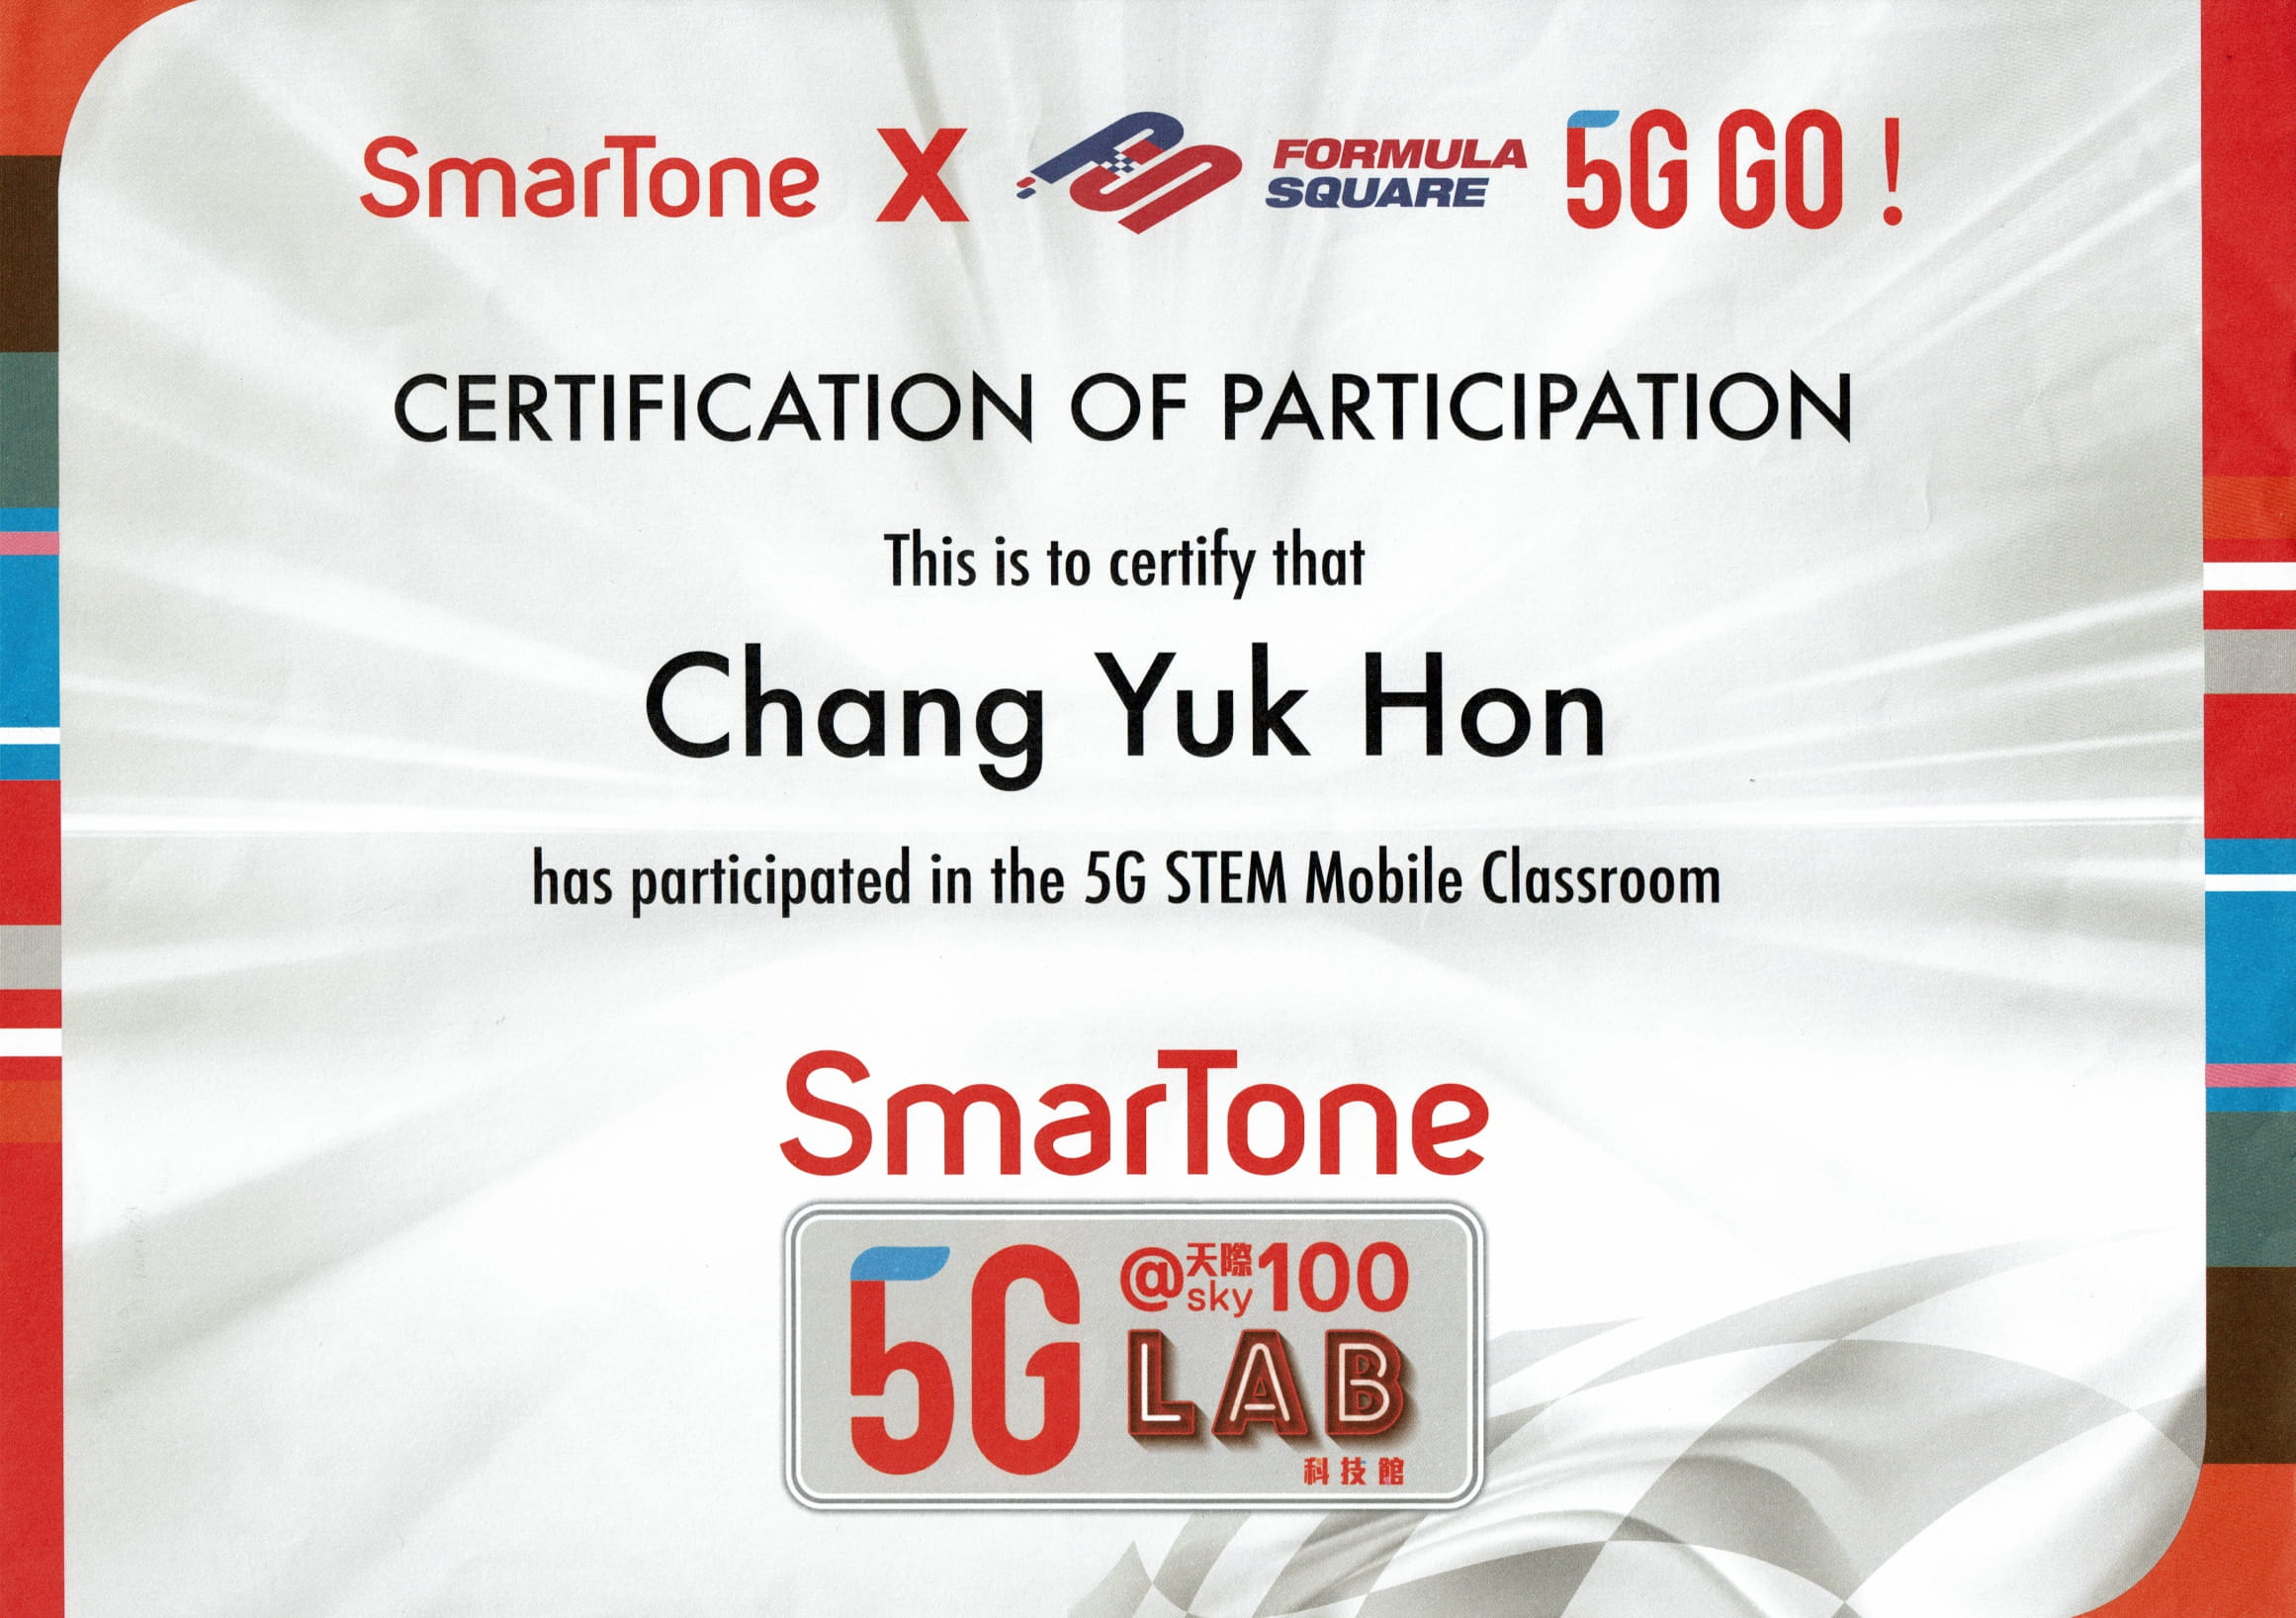 SmarTone X FORMULA SQUARE 5G GO !
CERTIFICATION OF PARTICIPATION
This is to certify that
Chang Yuk Hon
has participated in the 5G STEM Mobile Classroom
SmarTone
5G @天際sky100
LAB
科技館